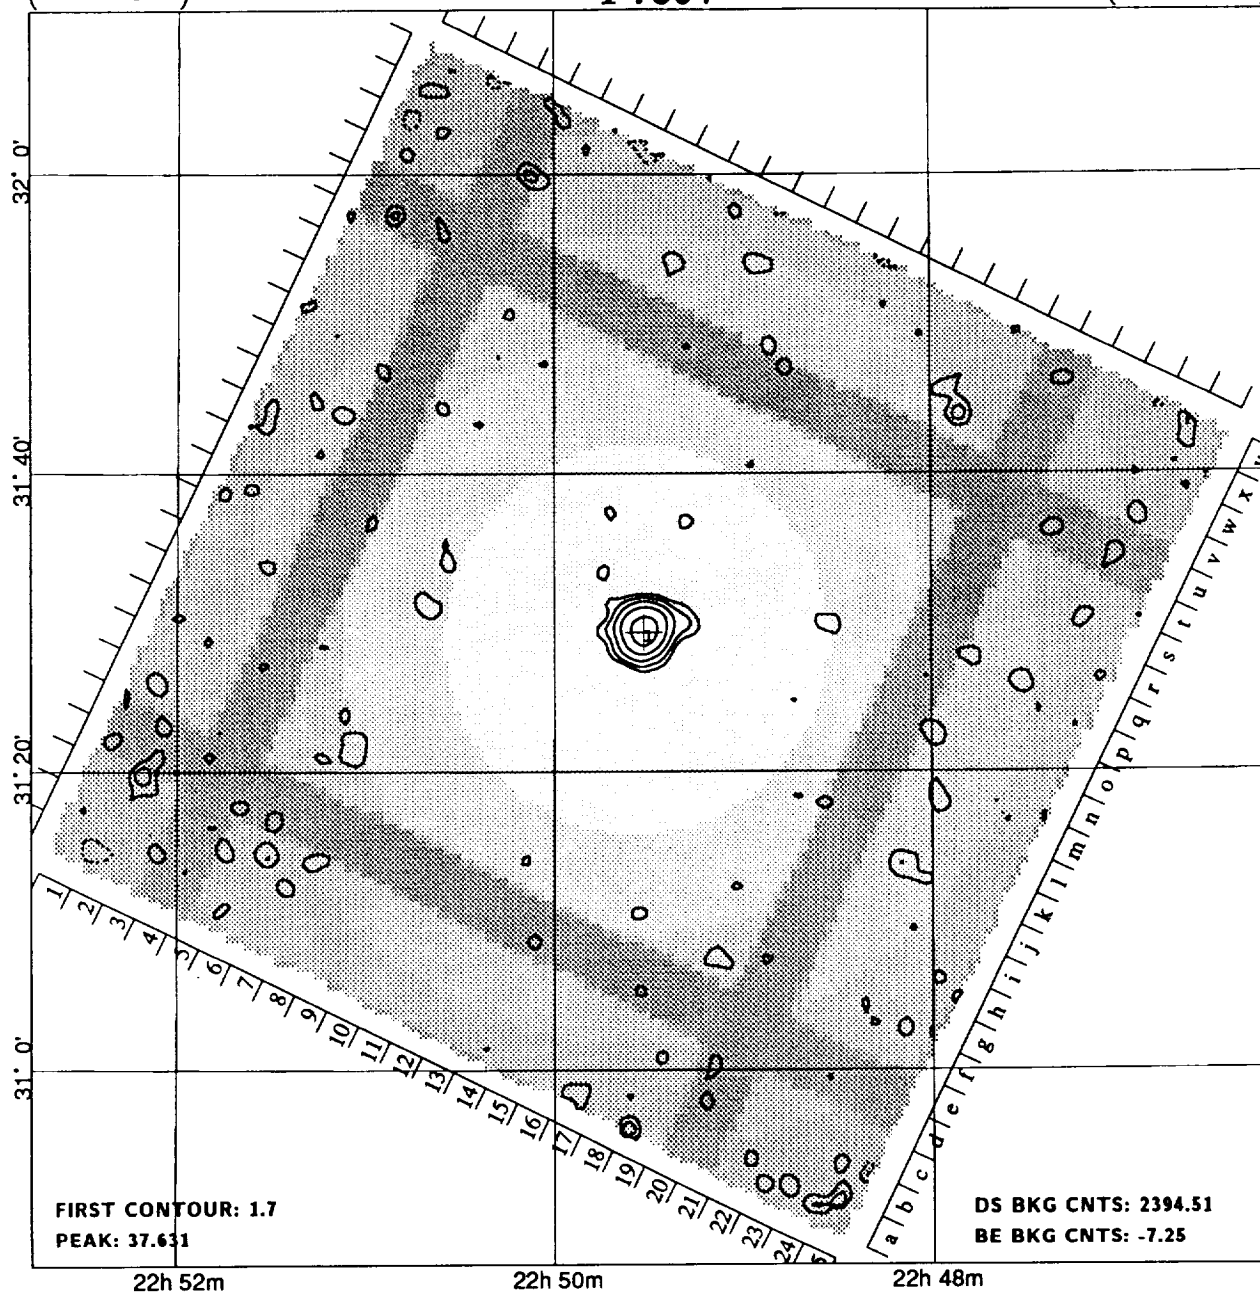 32° 0'
31° 40'
31° 20'
31° 0'
1 2 3 4 5 6 7 8 9 10 11 12 13 14 15 16 17 18 19 20 21 22 23 24
a b c d e f g h i j k l m n o p q r s t u v w x
FIRST CONTOUR: 1.7
PEAK: 37.631
DS BKG CNTS: 2394.51
BE BKG CNTS: -7.25
22h 52m
22h 50m
22h 48m